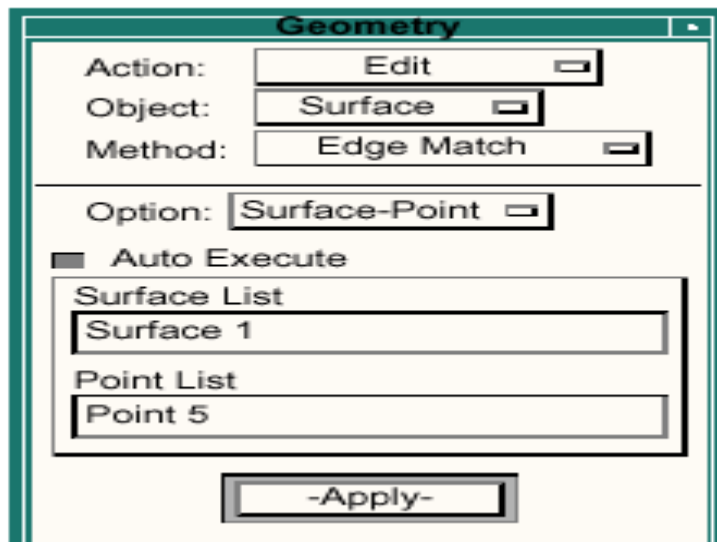 Geometry
Action: Edit
Object: Surface
Method: Edge Match
Option: Surface-Point
Auto Execute
Surface List
Surface 1
Point List
Point 5
-Apply-